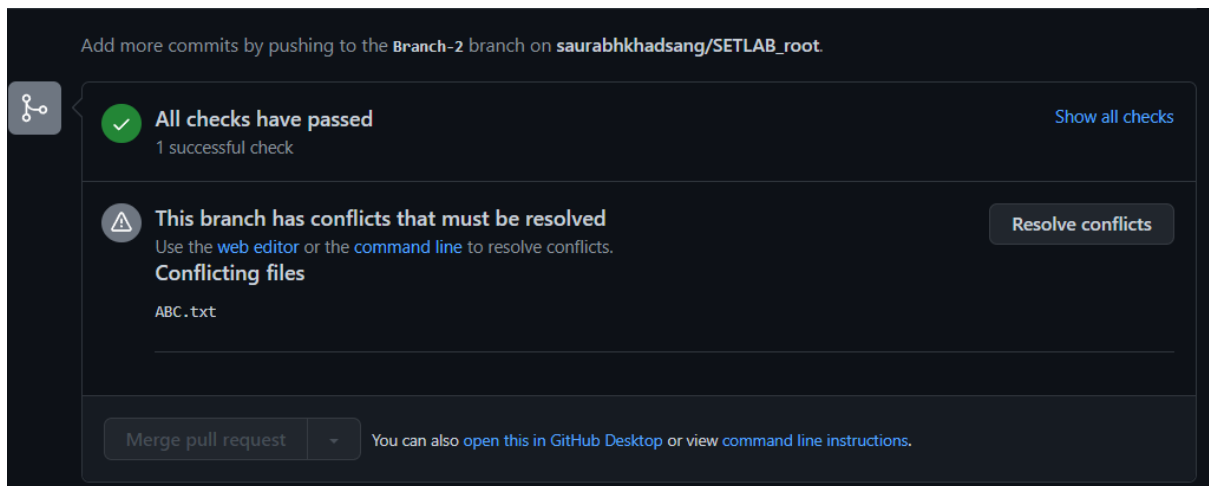 Add more commits by pushing to the Branch-2 branch on saurabhkhadsang/SETLAB_root.
All checks have passed
Show all checks
1 successful check
This branch has conflicts that must be resolved
Resolve conflicts
Use the web editor or the command line to resolve conflicts.
Conflicting files
ABC.txt
Merge pull request
You can also open this in GitHub Desktop or view command line instructions.